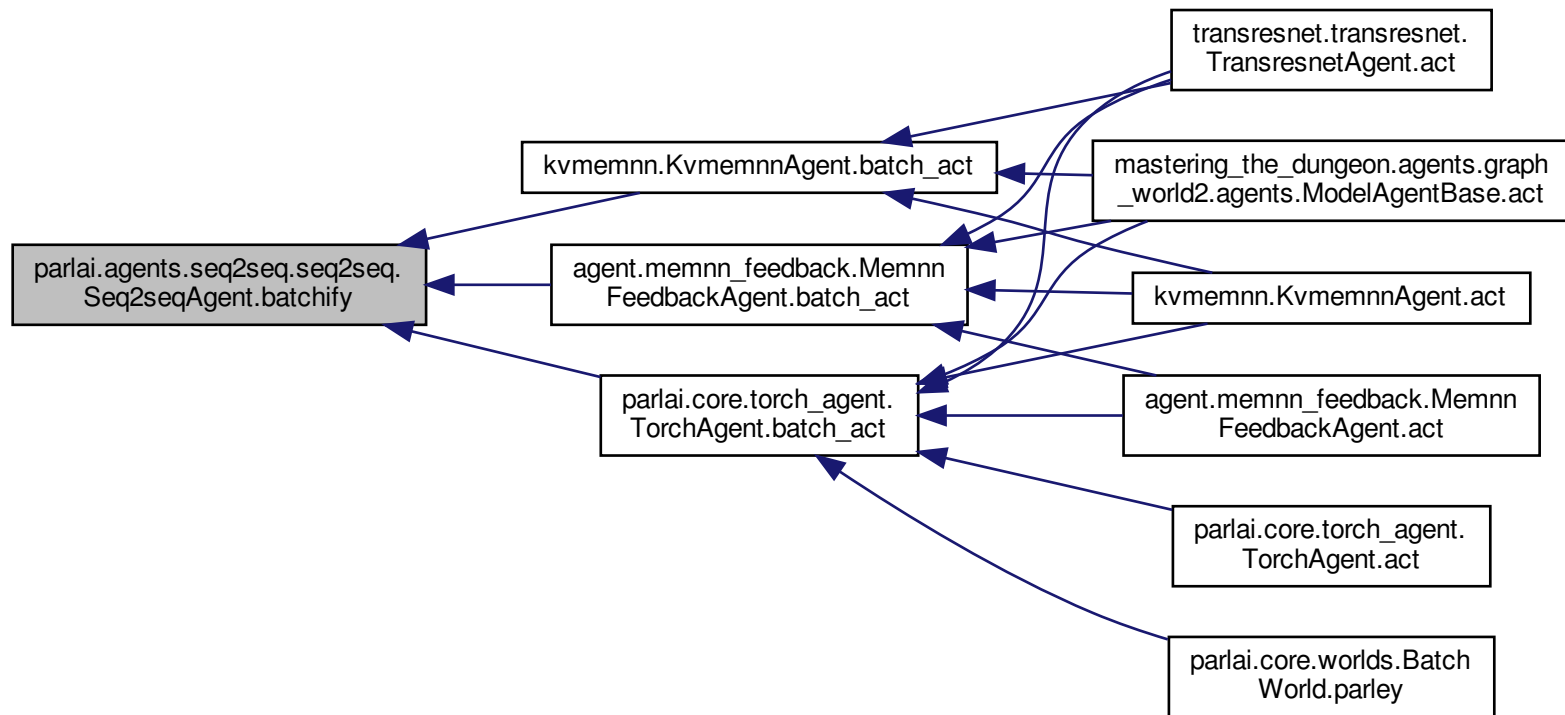 transresnet.transresnet.
TransresnetAgent.act
kvmemnn.KvmemnnAgent.batch_act
mastering_the_dungeon.agents.graph
_world2.agents.ModelAgentBase.act
parlai.agents.seq2seq.seq2seq.
Seq2seqAgent.batchify
agent.memnn_feedback.Memnn
FeedbackAgent.batch_act
kvmemnn.KvmemnnAgent.act
parlai.core.torch_agent.
TorchAgent.batch_act
agent.memnn_feedback.Memnn
FeedbackAgent.act
parlai.core.torch_agent.
TorchAgent.act
parlai.core.worlds.Batch
World.parley